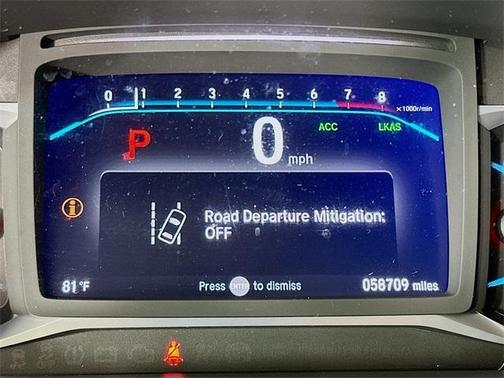 0 1 2 3 4 5 6 7 8
x1000r/min
P 0 mph ACC LKAS
i
Road Departure Mitigation:
OFF
81°F Press ENTER to dismiss 058709 miles